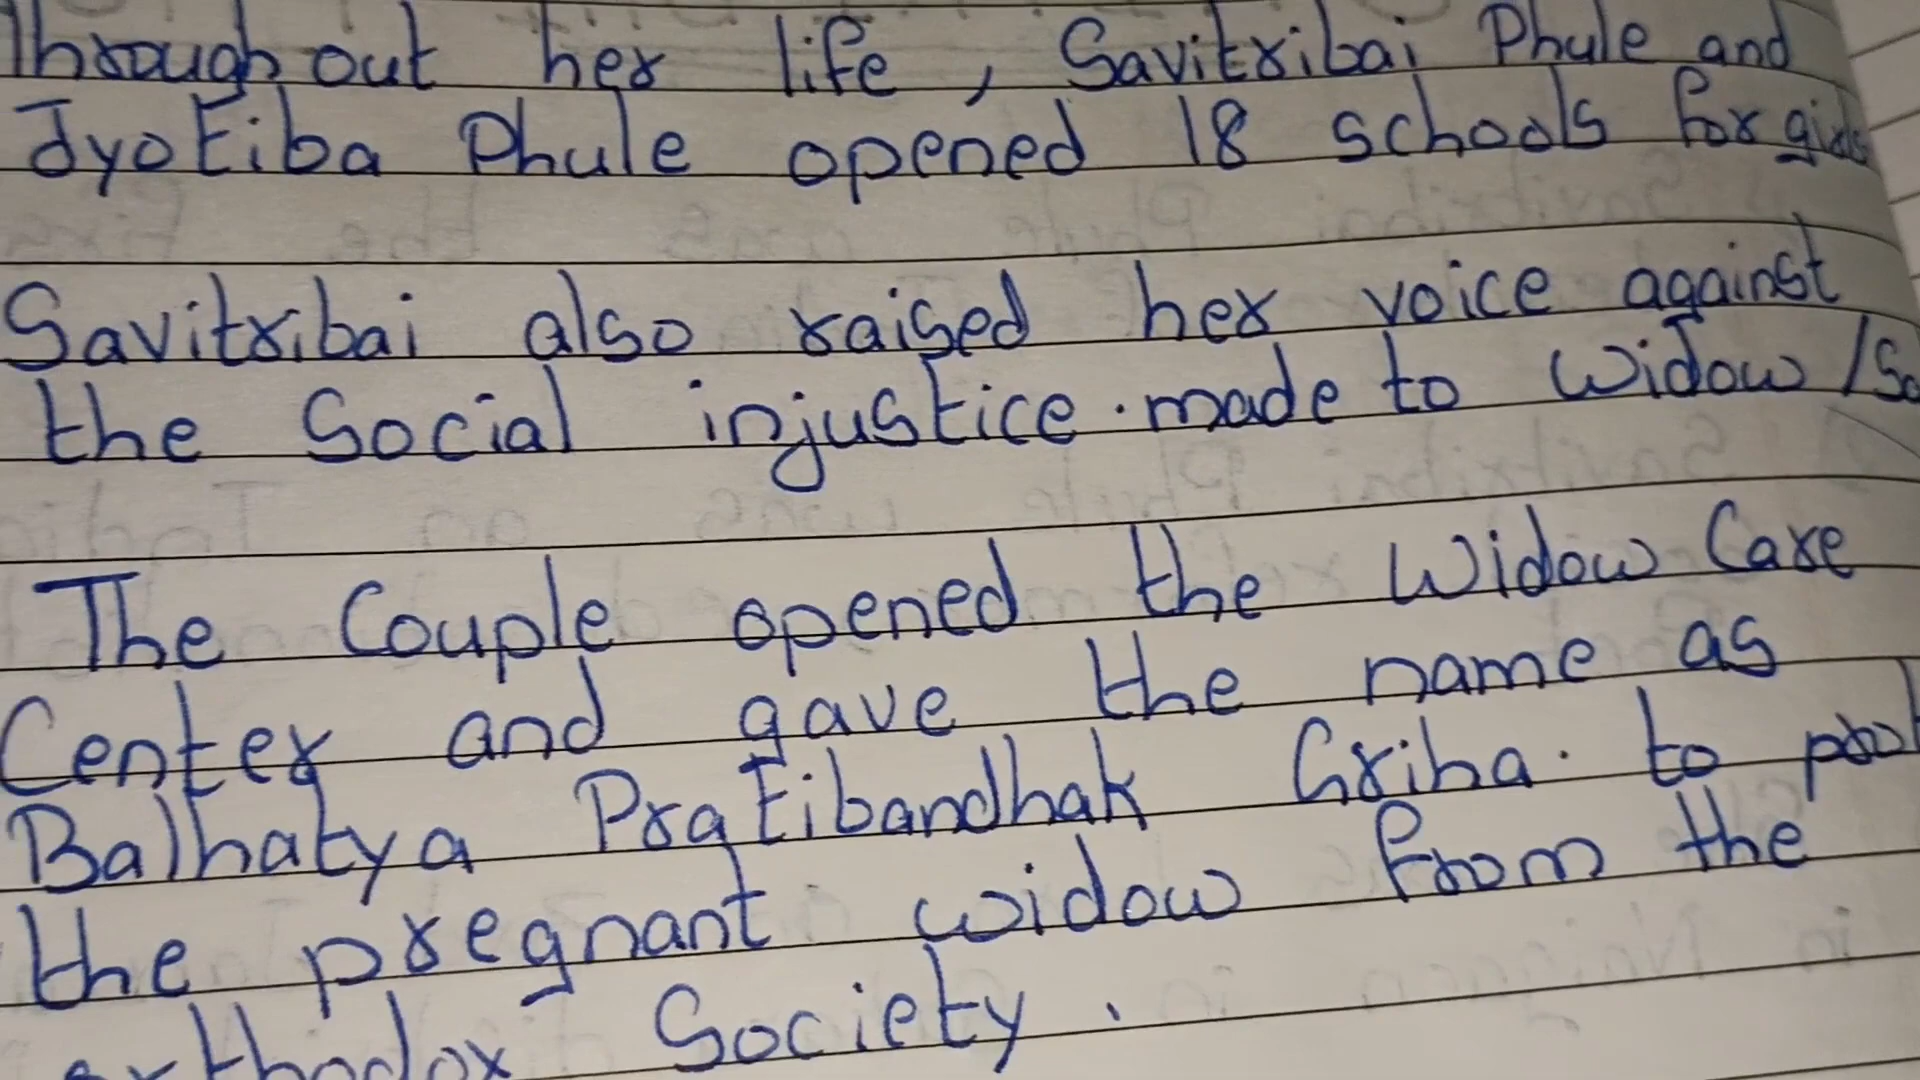 Throughout her life, Savitribai Phule and
Jyotiba Phule opened 18 schools for girls
Savitribai also raised her voice against
the Social injustice. made to widow
The Couple opened the Widow Care
Center and gave the name as
Balhatya Pratibandhak Griha. to
the pregnant widow from the
orthodox Society.